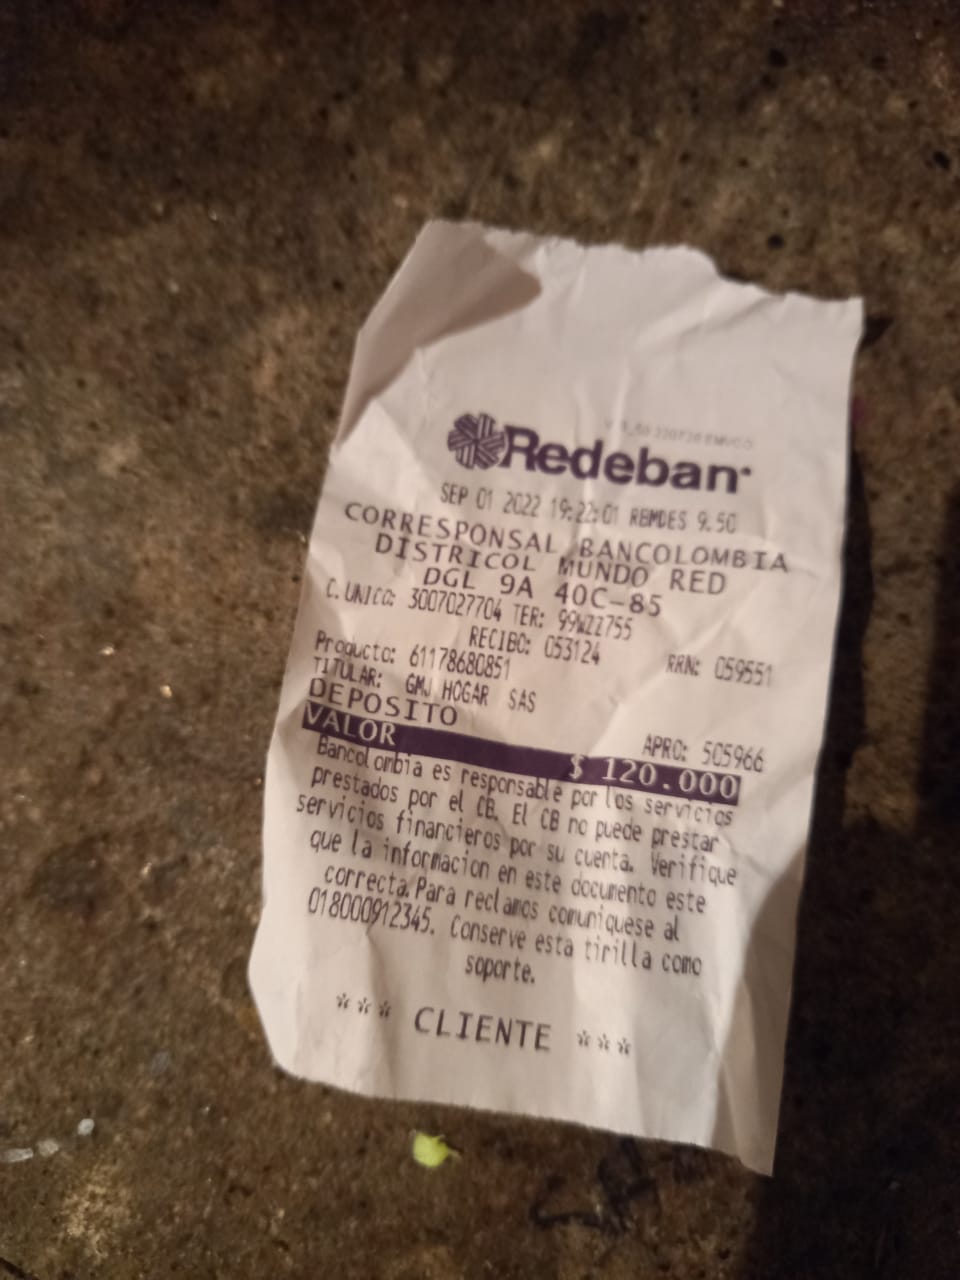 Redeban
SEP 01 2022 19:22:01 RBMDES 9.50
CORRESPONSAL BANCOLOMBIA
DISTRICOL MUNDO RED
DGL 9A 40C-85
C. UNICO: 3007027704 TER: 99WZZ755
RECIBO: 053124 RRN: 059551
Producto: 61178680851
TITULAR: GMJ HOGAR SAS
DEPOSITO APRO: 505966
VALOR $ 120.000
Bancolombia es responsable por los servicios
prestados por el CB. El CB no puede prestar
servicios financieros por su cuenta. Verifique
que la informacion en este documento este
correcta. Para reclamos comuniquese al
018000912345. Conserve esta tirilla como
soporte.
*** CLIENTE ***